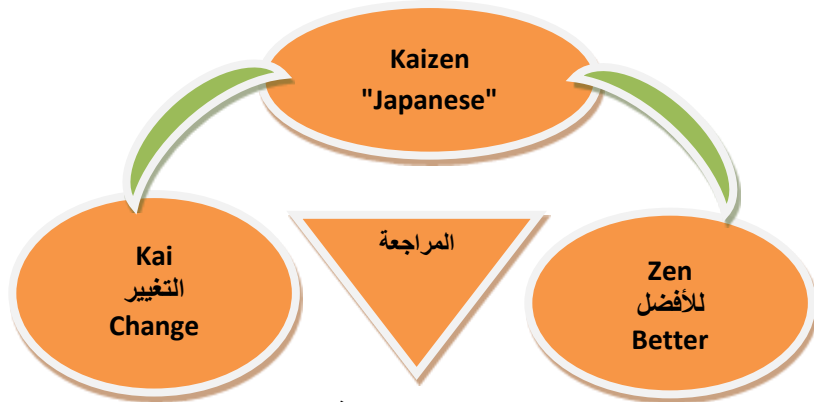 Kaizen
"Japanese"
Kai
التغيير
Change
المراجعة
Zen
للأفضل
Better